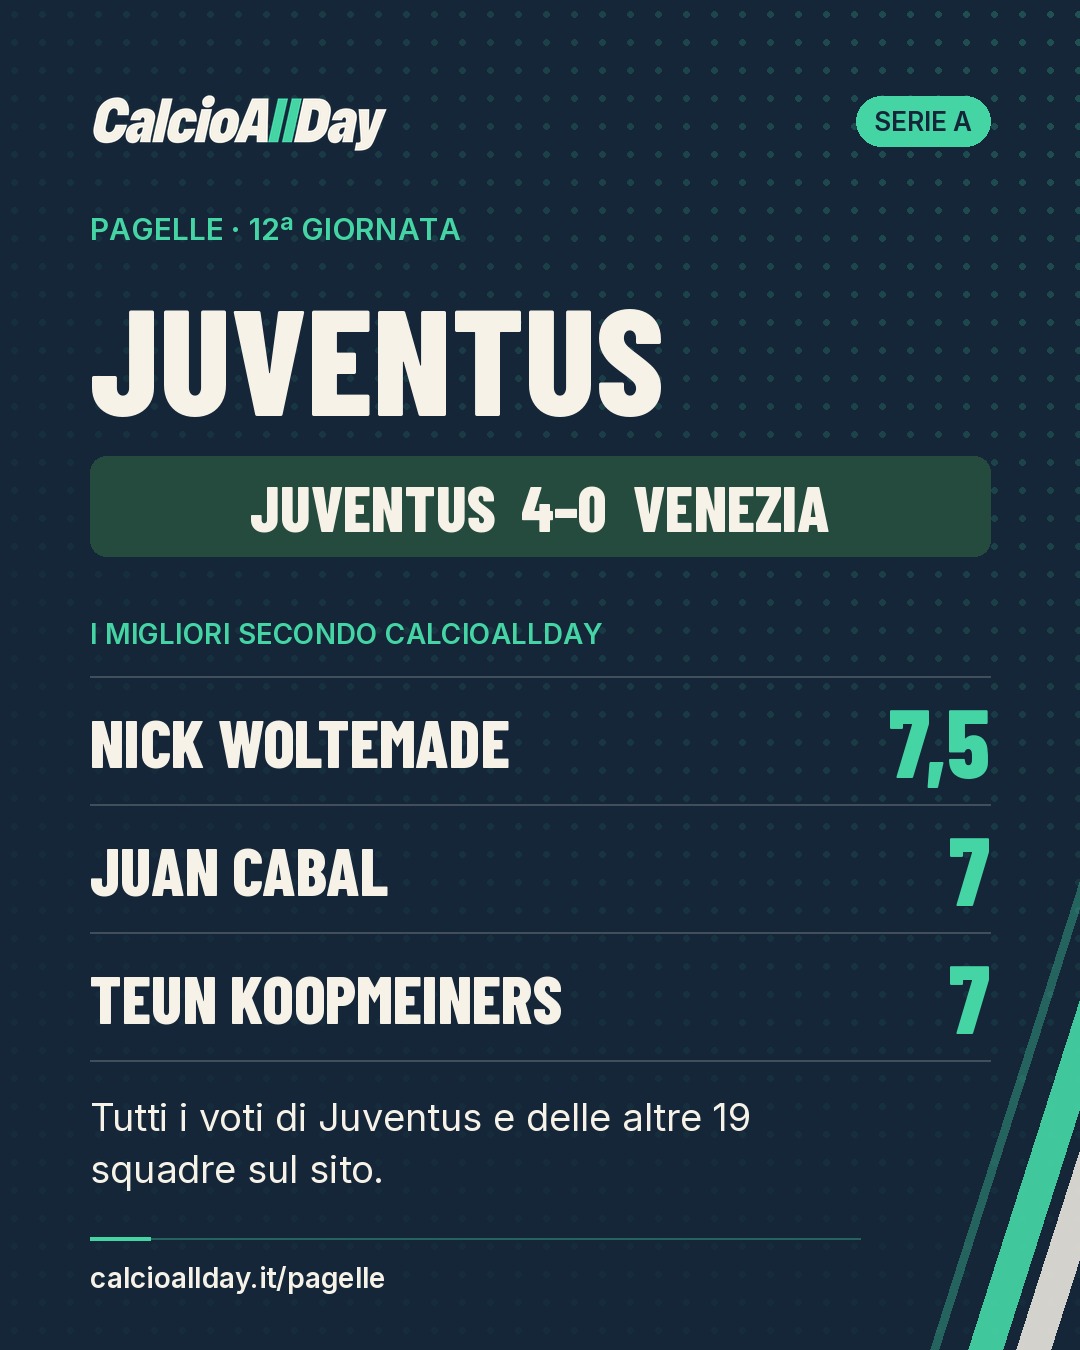 CalcioAllDay
SERIE A
PAGELLE · 12ª GIORNATA
JUVENTUS
JUVENTUS 4–0 VENEZIA
I MIGLIORI SECONDO CALCIOALLDAY
NICK WOLTEMADE 7,5
JUAN CABAL 7
TEUN KOOPMEINERS 7
Tutti i voti di Juventus e delle altre 19
squadre sul sito.
calcioallday.it/pagelle